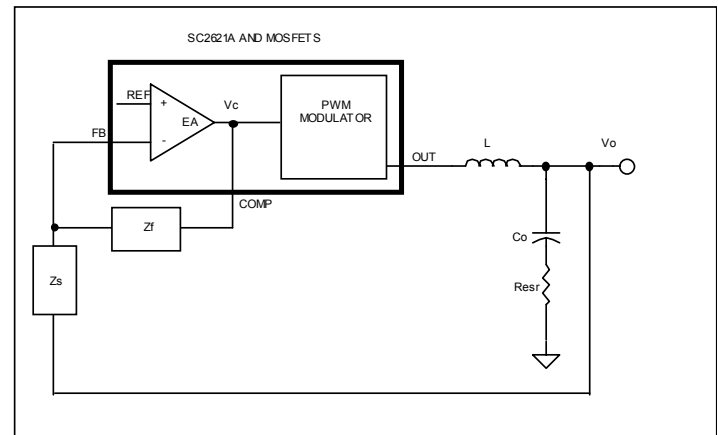 SC2621A AND MOSFETS
REF
+
EA
-
Vc
FB
PWM
MODULATOR
OUT
L
Vo
COMP
Zf
Zs
Co
Resr